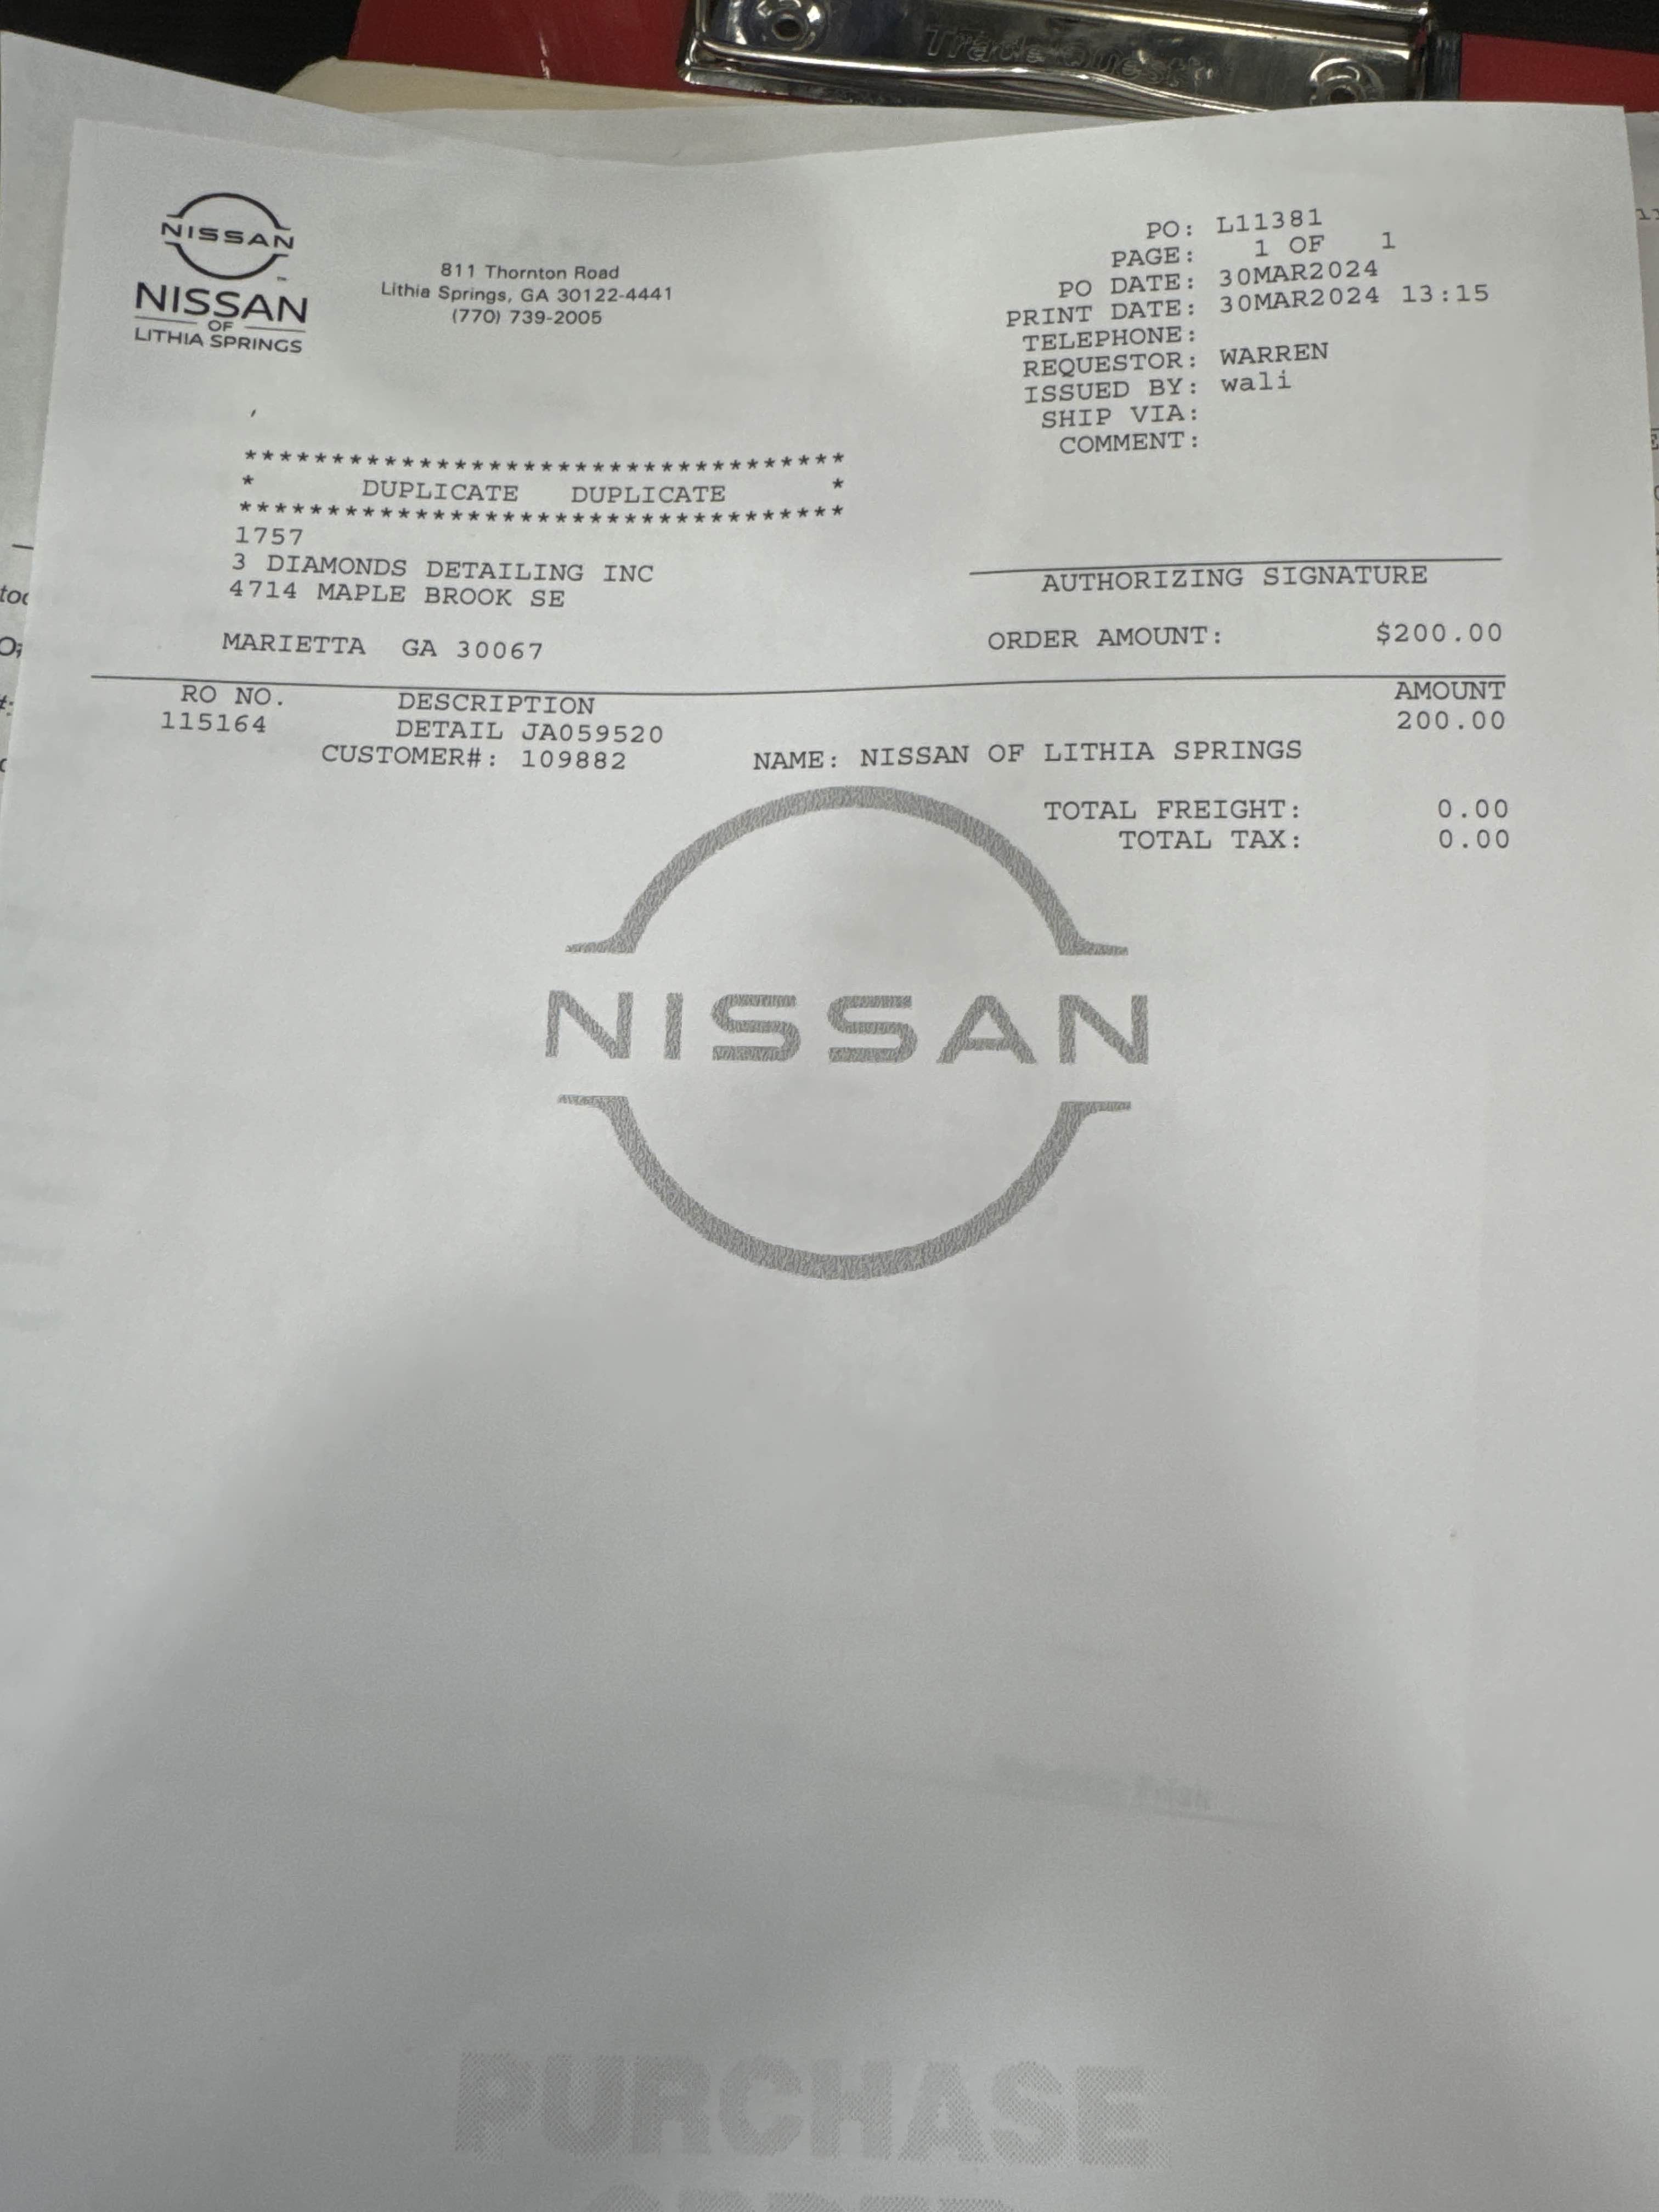 Trade Quest
NISSAN
NISSAN
OF
LITHIA SPRINGS
811 Thornton Road
Lithia Springs, GA 30122-4441
(770) 739-2005
PO: L11381
PAGE: 1 OF 1
PO DATE: 30MAR2024
PRINT DATE: 30MAR2024 13:15
TELEPHONE:
REQUESTOR: WARREN
ISSUED BY: wali
SHIP VIA:
COMMENT:
**********************************
* DUPLICATE DUPLICATE *
**********************************
1757
3 DIAMONDS DETAILING INC
4714 MAPLE BROOK SE
MARIETTA GA 30067
AUTHORIZING SIGNATURE
ORDER AMOUNT: $200.00
RO NO. DESCRIPTION AMOUNT
115164 DETAIL JA059520 200.00
CUSTOMER#: 109882 NAME: NISSAN OF LITHIA SPRINGS
TOTAL FREIGHT: 0.00
TOTAL TAX: 0.00
NISSAN
PURCHASE
ORDER